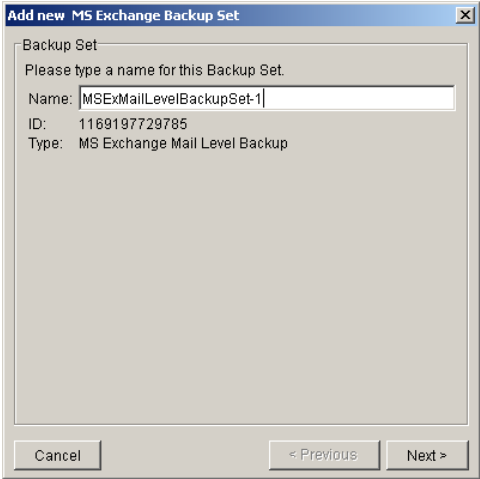 Add new MS Exchange Backup Set
Backup Set
Please type a name for this Backup Set.
Name: MSExMailLevelBackupSet-1
ID: 1169197729785
Type: MS Exchange Mail Level Backup
Cancel < Previous Next >